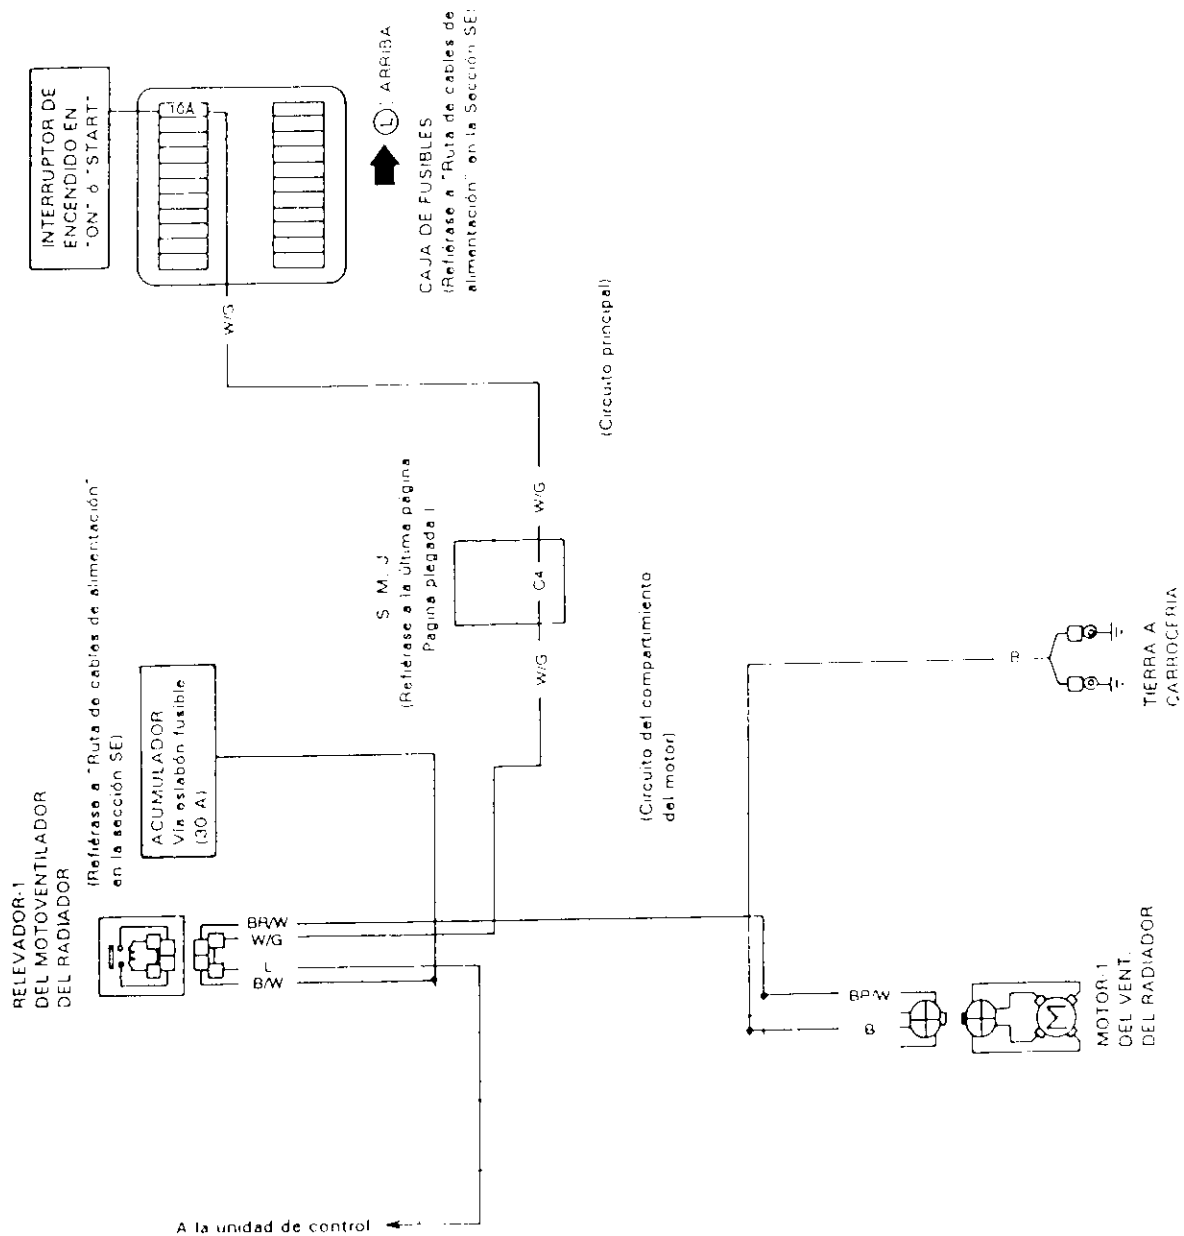 INTERRUPTOR DE
ENCENDIDO EN
"ON" ó "START"
10A
L : ARRIBA
CAJA DE FUSIBLES
(Refiérase a "Ruta de cables de
alimentación" en la Sección SE)
W/G
(Circuito principal)
S. M. J
(Refiérase a la última página
Pagina plegada)
W/G
C4
W/G
(Circuito del compartimiento
del motor)
RELEVADOR-1
DEL MOTOVENTILADOR
DEL RADIADOR
(Refiérase a "Ruta de cables de alimentación"
en la sección SE)
ACUMULADOR
Vía eslabón fusible
(30 A)
BR/W
W/G
L
B/W
B
TIERRA A
CARROCERIA
BR/W
B
M
MOTOR-1
DEL VENT.
DEL RADIADOR
A la unidad de control